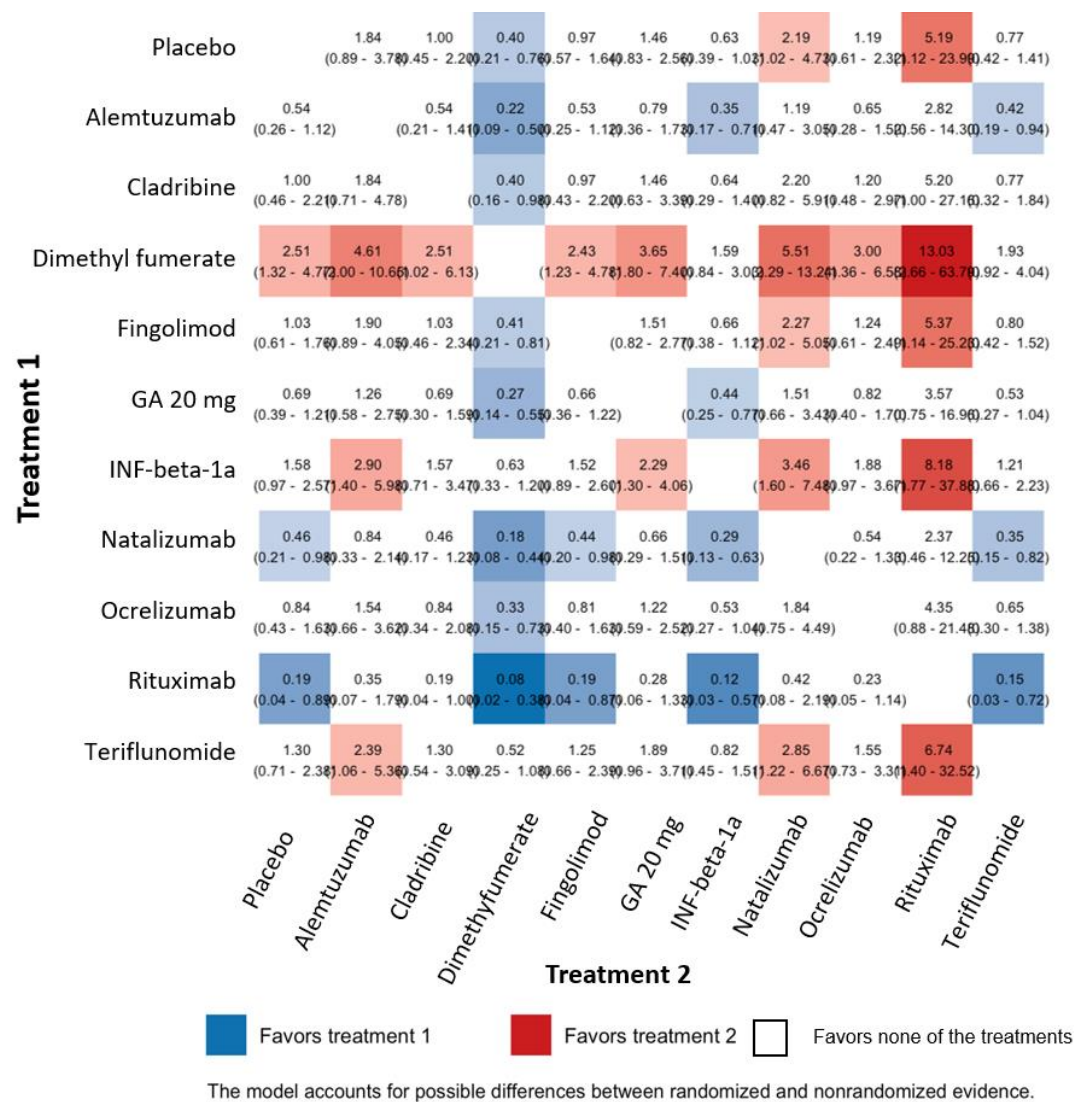 Placebo 1.84 1.00 0.40 0.97 1.46 0.63 2.19 1.19 5.19 0.77
(0.89 - 3.78) (0.45 - 2.20) (0.21 - 0.76) (0.57 - 1.64) (0.83 - 2.56) (0.39 - 1.03) (1.02 - 4.73) (0.61 - 2.32) (1.12 - 23.99) (0.42 - 1.41)
Alemtuzumab 0.54 0.54 0.22 0.53 0.79 0.35 1.19 0.65 2.82 0.42
(0.26 - 1.12) (0.21 - 1.41) (0.09 - 0.50) (0.25 - 1.12) (0.36 - 1.73) (0.17 - 0.71) (0.47 - 3.05) (0.28 - 1.52) (0.56 - 14.30) (0.19 - 0.94)
Cladribine 1.00 1.84 0.40 0.97 1.46 0.64 2.20 1.20 5.20 0.77
(0.46 - 2.21) (0.71 - 4.78) (0.16 - 0.98) (0.43 - 2.20) (0.63 - 3.39) (0.29 - 1.40) (0.82 - 5.91) (0.48 - 2.97) (1.00 - 27.16) (0.32 - 1.84)
Dimethyl fumerate 2.51 4.61 2.51 2.43 3.65 1.59 5.51 3.00 13.03 1.93
(1.32 - 4.77) (2.00 - 10.65) (1.02 - 6.13) (1.23 - 4.78) (1.80 - 7.40) (0.84 - 3.03) (2.29 - 13.24) (1.36 - 6.58) (2.66 - 63.79) (0.92 - 4.04)
Fingolimod 1.03 1.90 1.03 0.41 1.51 0.66 2.27 1.24 5.37 0.80
(0.61 - 1.76) (0.89 - 4.05) (0.46 - 2.34) (0.21 - 0.81) (0.82 - 2.77) (0.38 - 1.12) (1.02 - 5.05) (0.61 - 2.49) (1.14 - 25.23) (0.42 - 1.52)
GA 20 mg 0.69 1.26 0.69 0.27 0.66 0.44 1.51 0.82 3.57 0.53
(0.39 - 1.21) (0.58 - 2.75) (0.30 - 1.59) (0.14 - 0.55) (0.36 - 1.22) (0.25 - 0.77) (0.66 - 3.43) (0.40 - 1.70) (0.75 - 16.96) (0.27 - 1.04)
INF-beta-1a 1.58 2.90 1.57 0.63 1.52 2.29 3.46 1.88 8.18 1.21
(0.97 - 2.57) (1.40 - 5.98) (0.71 - 3.47) (0.33 - 1.20) (0.89 - 2.60) (1.30 - 4.06) (1.60 - 7.48) (0.97 - 3.67) (1.77 - 37.88) (0.66 - 2.23)
Natalizumab 0.46 0.84 0.46 0.18 0.44 0.66 0.29 0.54 2.37 0.35
(0.21 - 0.98) (0.33 - 2.14) (0.17 - 1.23) (0.08 - 0.44) (0.20 - 0.98) (0.29 - 1.51) (0.13 - 0.63) (0.22 - 1.33) (0.46 - 12.25) (0.15 - 0.82)
Ocrelizumab 0.84 1.54 0.84 0.33 0.81 1.22 0.53 1.84 4.35 0.65
(0.43 - 1.63) (0.66 - 3.62) (0.34 - 2.08) (0.15 - 0.73) (0.40 - 1.63) (0.59 - 2.52) (0.27 - 1.04) (0.75 - 4.49) (0.88 - 21.48) (0.30 - 1.38)
Rituximab 0.19 0.35 0.19 0.08 0.19 0.28 0.12 0.42 0.23 0.15
(0.04 - 0.89) (0.07 - 1.79) (0.04 - 1.00) (0.02 - 0.38) (0.04 - 0.87) (0.06 - 1.33) (0.03 - 0.57) (0.08 - 2.19) (0.05 - 1.14) (0.03 - 0.72)
Teriflunomide 1.30 2.39 1.30 0.52 1.25 1.89 0.82 2.85 1.55 6.74
(0.71 - 2.38) (1.06 - 5.36) (0.54 - 3.09) (0.25 - 1.08) (0.66 - 2.39) (0.96 - 3.71) (0.45 - 1.51) (1.22 - 6.67) (0.73 - 3.31) (1.40 - 32.52)
Treatment 1
Placebo
Alemtuzumab
Cladribine
Dimethyfumerate
Fingolimod
GA 20 mg
INF-beta-1a
Natalizumab
Ocrelizumab
Rituximab
Teriflunomide
Treatment 2
Favors treatment 1 Favors treatment 2 Favors none of the treatments
The model accounts for possible differences between randomized and nonrandomized evidence.